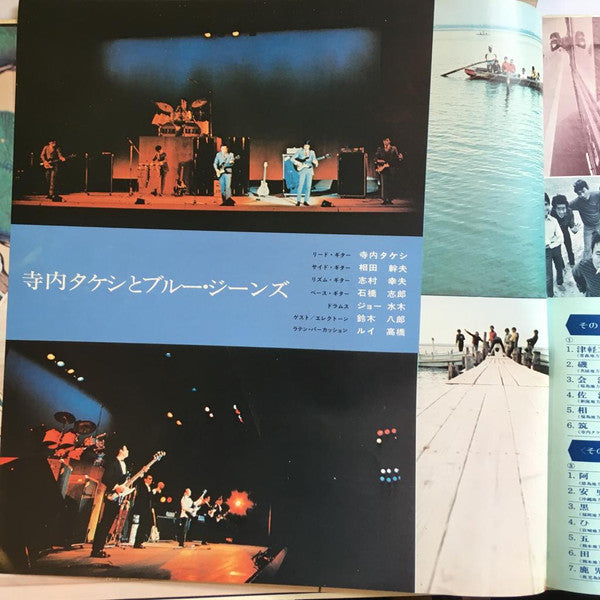 寺内タケシとブルー・ジーンズ
リード・ギター 寺内タケシ
サイド・ギター 相田 幹夫
リズム・ギター 志村 幸夫
ベース・ギター 石橋 志郎
ドラムス ジョー 水木
ゲスト/エレクトーン 鈴木 八郎
ラテン・パーカッション ルイ 高橋
その
①
1. 津軽
2. 磯
3. 会
4. 佐
5. 相
6. 筑
〈その
1. 阿
2. 安
3. 黒
4. ひ
5. 五
6. 田
7. 鹿児